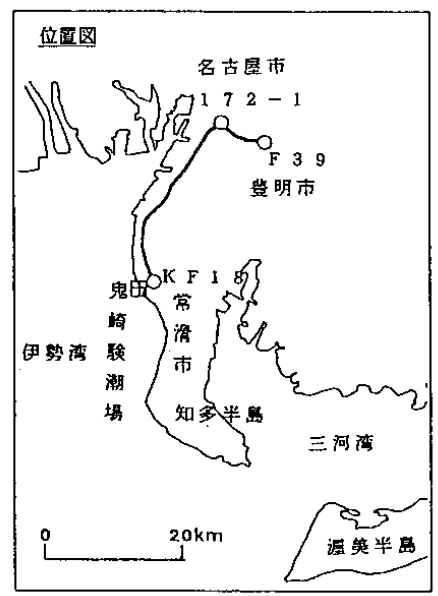 位置図
名古屋市
172-1
F39
豊明市
KF18
鬼崎験潮場
常滑市
伊勢湾
知多半島
三河湾
0 20km
渥美半島